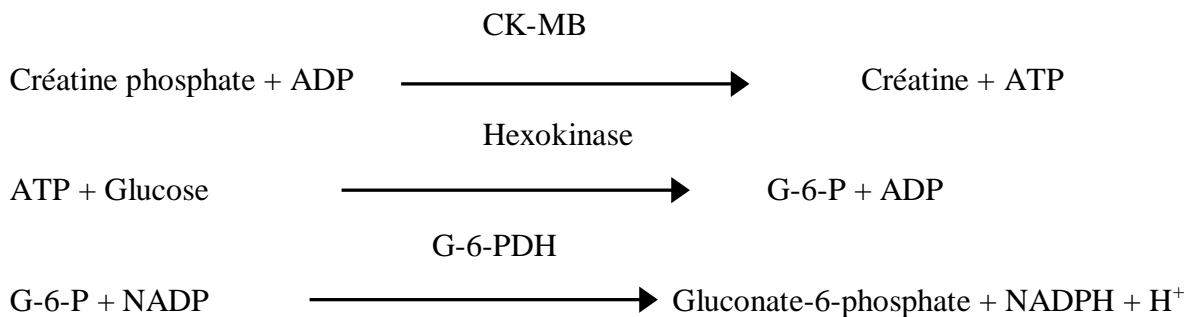 CK-MB
Créatine phosphate + ADP Créatine + ATP
Hexokinase
ATP + Glucose G-6-P + ADP
G-6-PDH
G-6-P + NADP Gluconate-6-phosphate + NADPH + H⁺